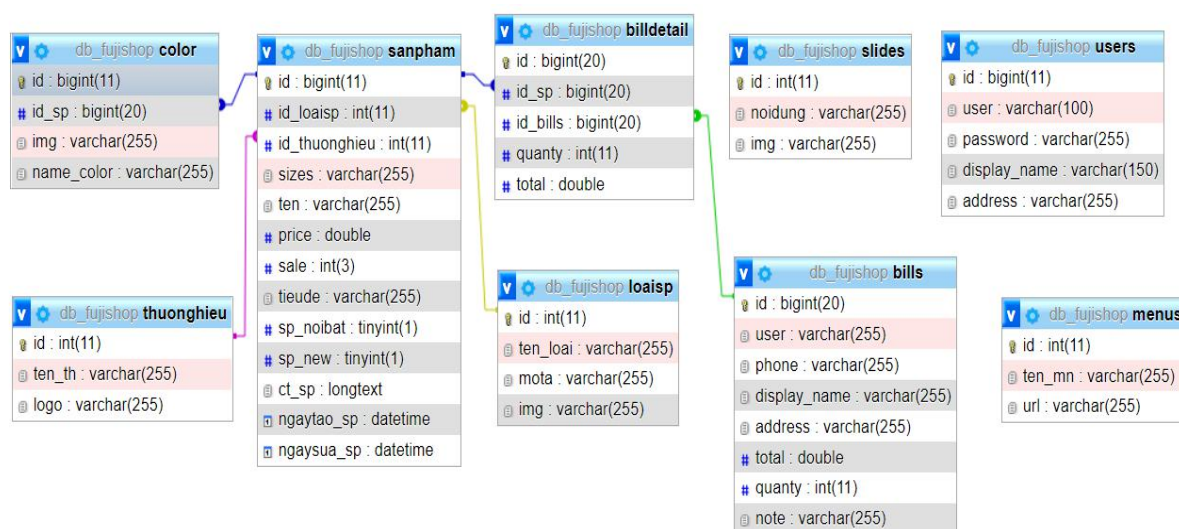 db_fujishop color
id : bigint(11)
id_sp : bigint(20)
img : varchar(255)
name_color : varchar(255)
db_fujishop sanpham
id : bigint(11)
id_loaisp : int(11)
id_thuonghieu : int(11)
sizes : varchar(255)
ten : varchar(255)
price : double
sale : int(3)
tieude : varchar(255)
sp_noibat : tinyint(1)
sp_new : tinyint(1)
ct_sp : longtext
ngaytao_sp : datetime
ngaysua_sp : datetime
db_fujishop billdetail
id : bigint(20)
id_sp : bigint(20)
id_bills : bigint(20)
quanty : int(11)
total : double
db_fujishop slides
id : int(11)
noidung : varchar(255)
img : varchar(255)
db_fujishop users
id : bigint(11)
user : varchar(100)
password : varchar(255)
display_name : varchar(150)
address : varchar(255)
db_fujishop thuonghieu
id : int(11)
ten_th : varchar(255)
logo : varchar(255)
db_fujishop loaisp
id : int(11)
ten_loai : varchar(255)
mota : varchar(255)
img : varchar(255)
db_fujishop bills
id : bigint(20)
user : varchar(255)
phone : varchar(255)
display_name : varchar(255)
address : varchar(255)
total : double
quanty : int(11)
note : varchar(255)
db_fujishop menus
id : int(11)
ten_mn : varchar(255)
url : varchar(255)